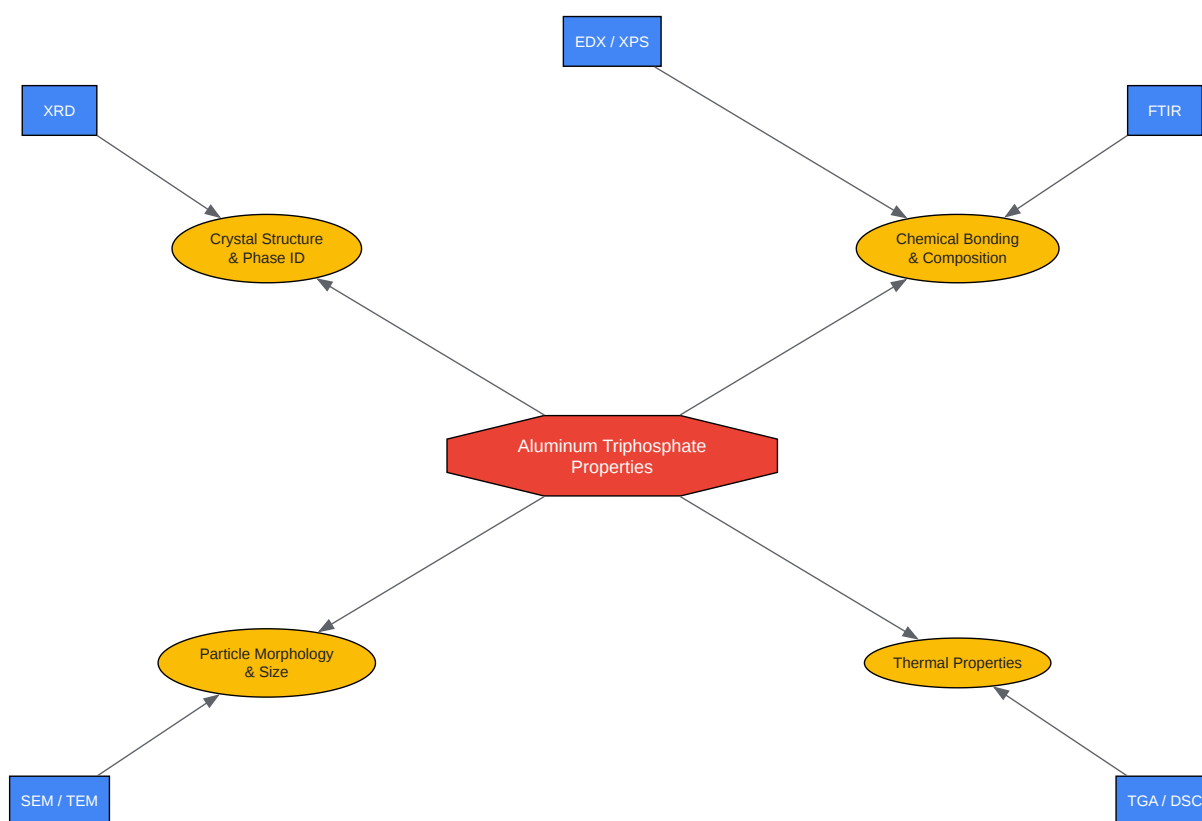 EDX / XPS
XRD
FTIR
Crystal Structure
& Phase ID
Chemical Bonding
& Composition
Aluminum Triphosphate
Properties
Particle Morphology
& Size
Thermal Properties
SEM / TEM
TGA / DSC